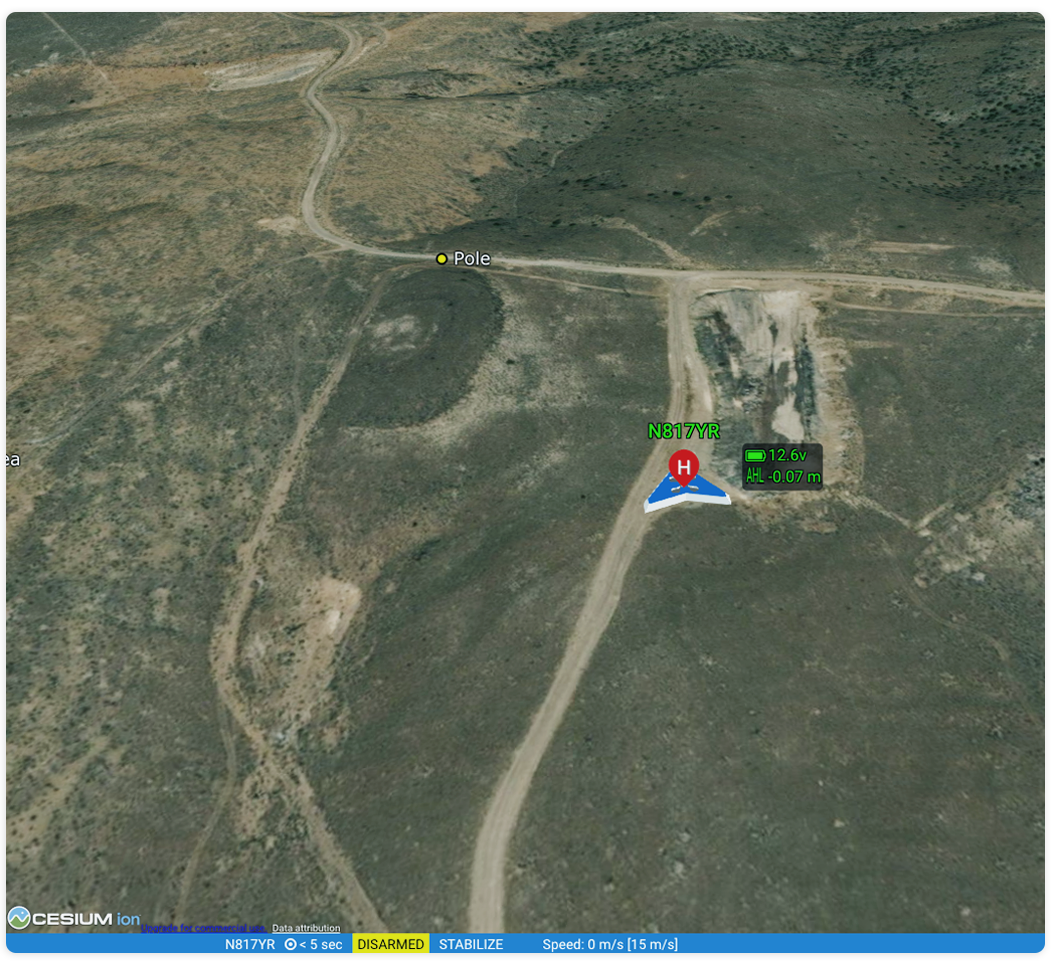 Pole
N817YR
ea
H
12.6v
AHL -0.07 m
CESIUM ion
Upgrade for commercial use.
Data attribution
N817YR < 5 sec DISARMED STABILIZE Speed: 0 m/s [15 m/s]